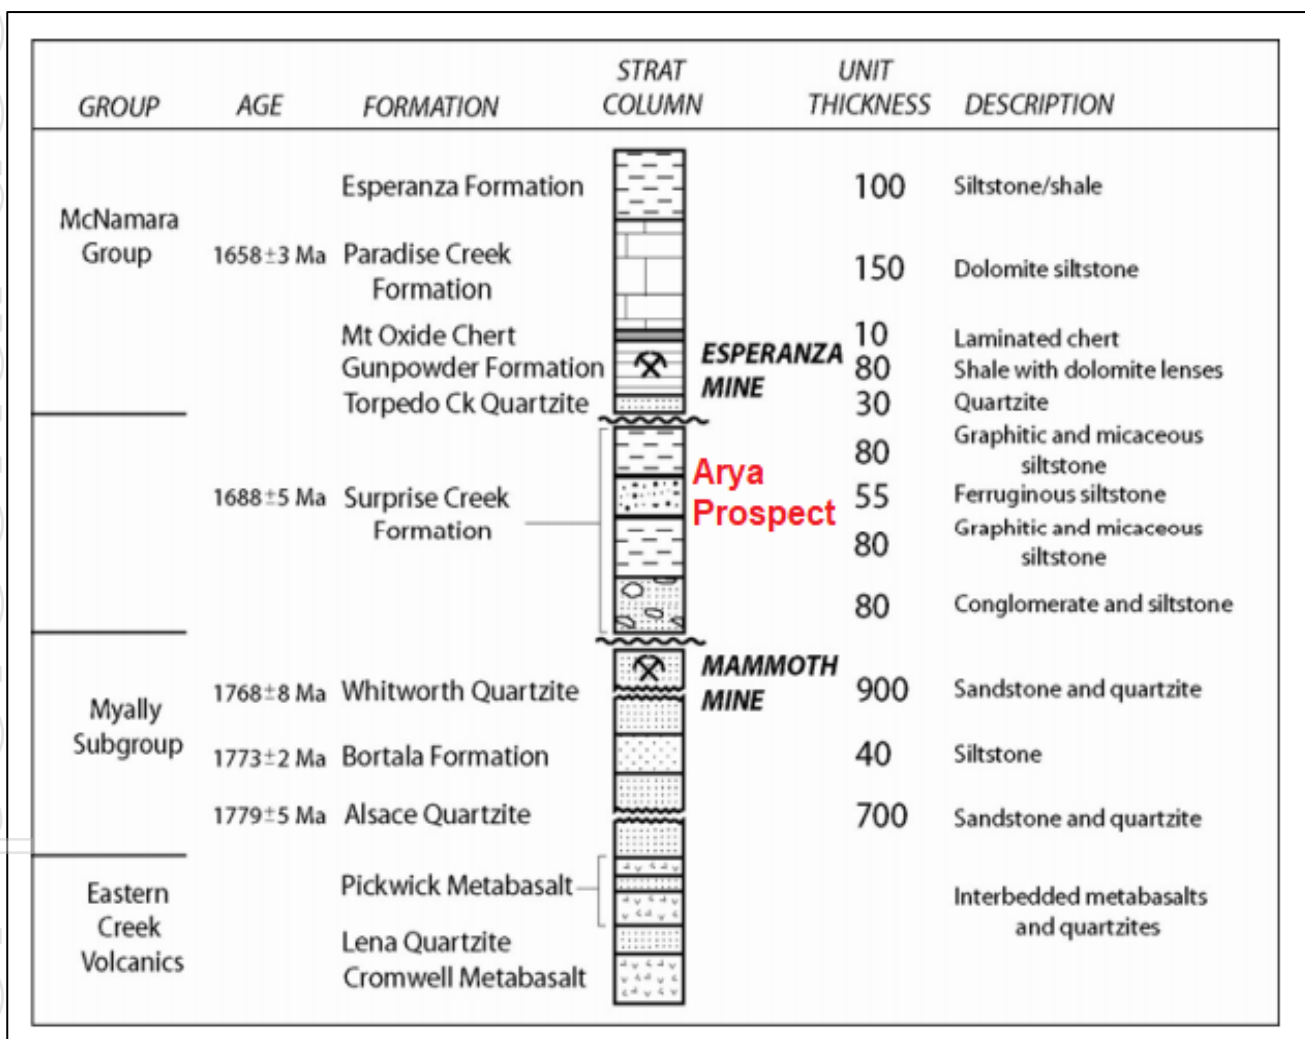 GROUP AGE FORMATION STRAT COLUMN UNIT THICKNESS DESCRIPTION
Esperanza Formation 100 Siltstone/shale
McNamara Group
1658±3 Ma Paradise Creek Formation 150 Dolomite siltstone
Mt Oxide Chert 10 Laminated chert
Gunpowder Formation ESPERANZA MINE 80 Shale with dolomite lenses
Torpedo Ck Quartzite 30 Quartzite
80 Graphitic and micaceous siltstone
Arya Prospect
1688±5 Ma Surprise Creek Formation 55 Ferruginous siltstone
80 Graphitic and micaceous siltstone
80 Conglomerate and siltstone
MAMMOTH MINE
1768±8 Ma Whitworth Quartzite 900 Sandstone and quartzite
Myally Subgroup
1773±2 Ma Bortala Formation 40 Siltstone
1779±5 Ma Alsace Quartzite 700 Sandstone and quartzite
Eastern Creek Volcanics
Pickwick Metabasalt Interbedded metabasalts and quartzites
Lena Quartzite
Cromwell Metabasalt